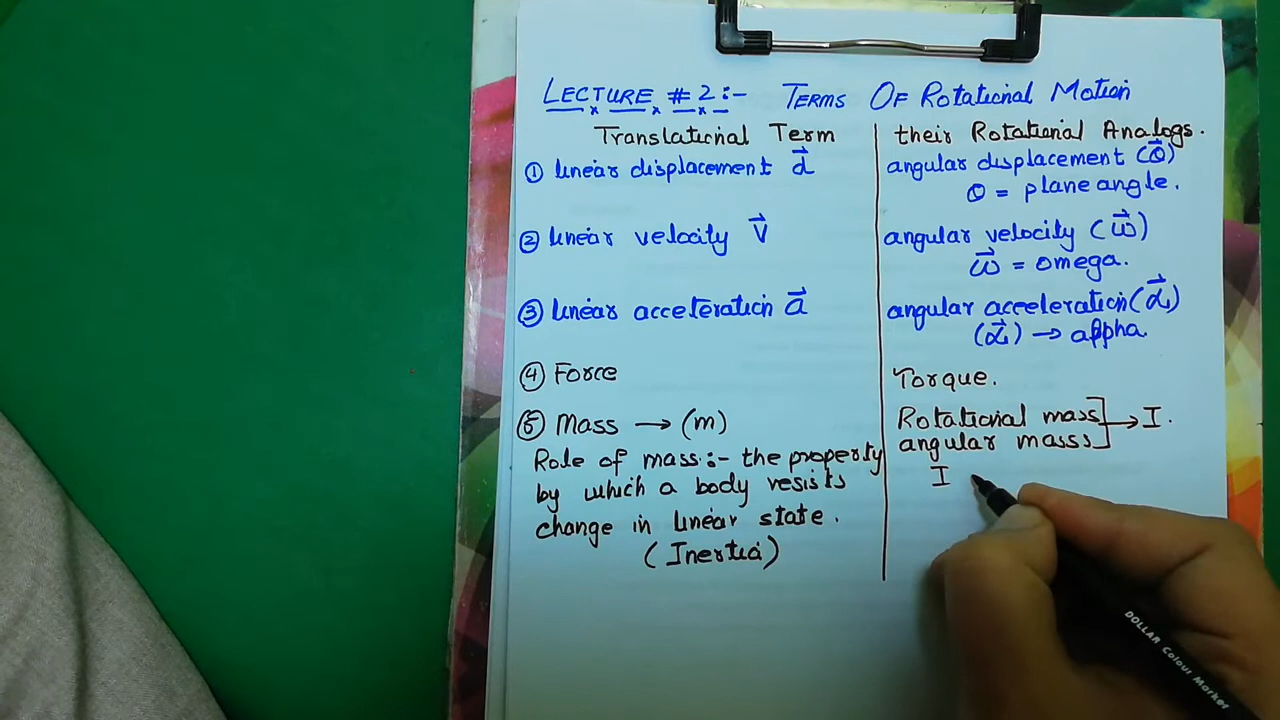 LECTURE # 2:- TERMS OF Rotational Motion
Translational Term their Rotational Analogs.
① linear displacement d⃗ angular displacement (θ⃗)
θ = plane angle.
② linear velocity V⃗ angular velocity (ω⃗)
ω⃗ = omega.
③ linear acceleration a⃗ angular acceleration (α⃗)
(α⃗) → alpha
④ Force Torque.
⑤ Mass → (m) Rotational mass → I.
angular masss
Role of mass:- the property I
by which a body resists
change in linear state.
(Inertia)
DOLLAR Colour Marker